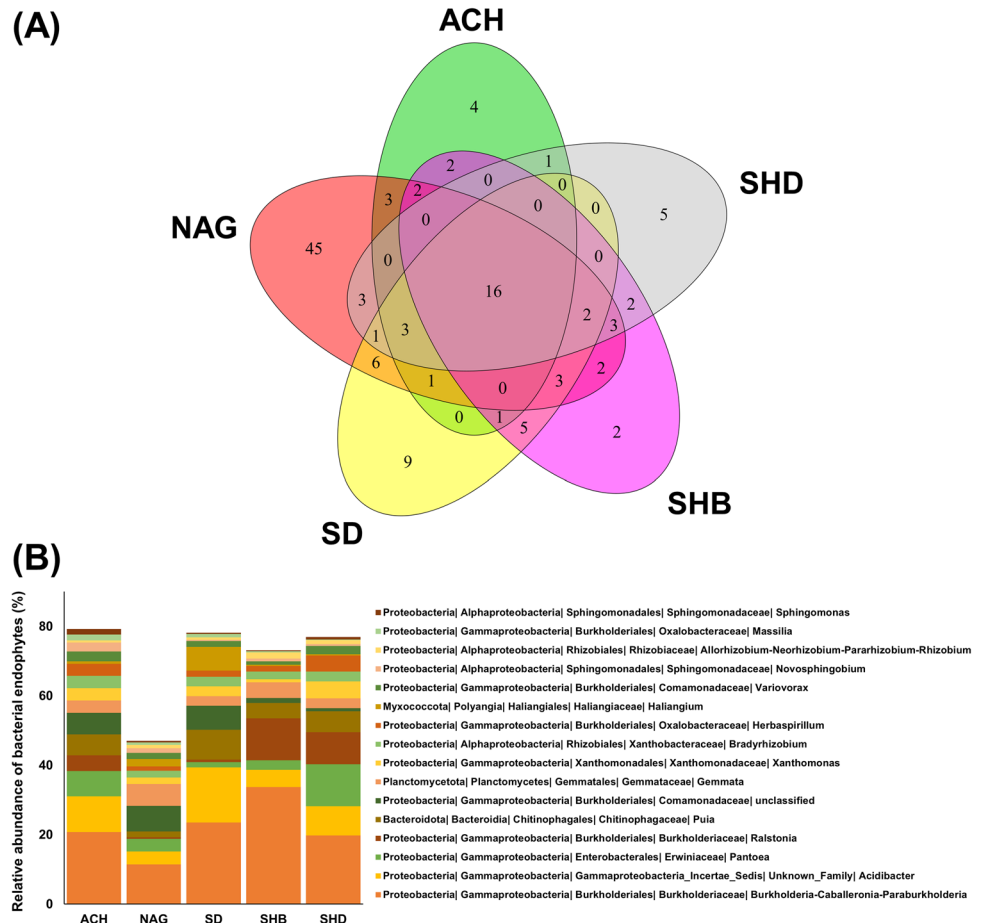 (A)
ACH
4
SHD
2
1
0
0
3
2
0
0
5
NAG
0
45
0
0
16
3
2
2
3
3
1
6
2
1
3
0
0
1
5
9
2
SHB
SD
(B)
Relative abundance of bacterial endophytes (%)
80
60
40
20
0
ACH NAG SD SHB SHD
Proteobacteria| Alphaproteobacteria| Sphingomonadales| Sphingomonadaceae| Sphingomonas
Proteobacteria| Gammaproteobacteria| Burkholderiales| Oxalobacteraceae| Massilia
Proteobacteria| Alphaproteobacteria| Rhizobiales| Rhizobiaceae| Allorhizobium-Neorhizobium-Pararhizobium-Rhizobium
Proteobacteria| Alphaproteobacteria| Sphingomonadales| Sphingomonadaceae| Novosphingobium
Proteobacteria| Gammaproteobacteria| Burkholderiales| Comamonadaceae| Variovorax
Myxococcota| Polyangia| Haliangiales| Haliangiaceae| Haliangium
Proteobacteria| Gammaproteobacteria| Burkholderiales| Oxalobacteraceae| Herbaspirillum
Proteobacteria| Alphaproteobacteria| Rhizobiales| Xanthobacteraceae| Bradyrhizobium
Proteobacteria| Gammaproteobacteria| Xanthomonadales| Xanthomonadaceae| Xanthomonas
Planctomycetota| Planctomycetes| Gemmatales| Gemmataceae| Gemmata
Proteobacteria| Gammaproteobacteria| Burkholderiales| Comamonadaceae| unclassified
Bacteroidota| Bacteroidia| Chitinophagales| Chitinophagaceae| Puia
Proteobacteria| Gammaproteobacteria| Burkholderiales| Burkholderiaceae| Ralstonia
Proteobacteria| Gammaproteobacteria| Enterobacterales| Erwiniaceae| Pantoea
Proteobacteria| Gammaproteobacteria| Gammaproteobacteria_Incertae_Sedis| Unknown_Family| Acidibacter
Proteobacteria| Gammaproteobacteria| Burkholderiales| Burkholderiaceae| Burkholderia-Caballeronia-Paraburkholderia